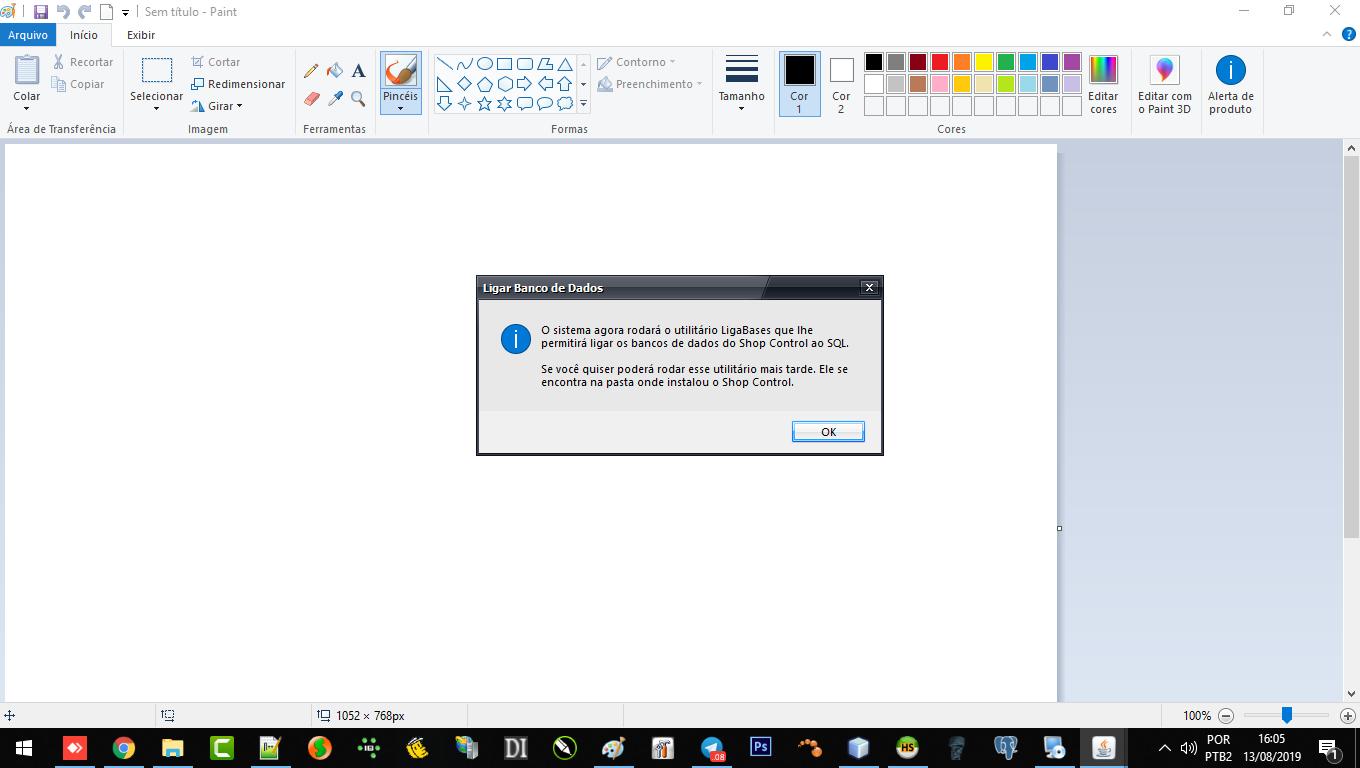 Sem título - Paint
Arquivo Início Exibir
Colar
Recortar
Copiar
Área de Transferência
Selecionar
Cortar
Redimensionar
Girar
Imagem
A
Ferramentas
Pincéis
Contorno
Preenchimento
Formas
Tamanho
Cor
1
Cor
2
Editar
cores
Cores
Editar com
o Paint 3D
Alerta de
produto
Ligar Banco de Dados
O sistema agora rodará o utilitário LigaBases que lhe
permitirá ligar os bancos de dados do Shop Control ao SQL.
Se você quiser poderá rodar esse utilitário mais tarde. Ele se
encontra na pasta onde instalou o Shop Control.
OK
1052 × 768px
100%
DI
.08
Ps
HS
POR
PTB2
16:05
13/08/2019
1